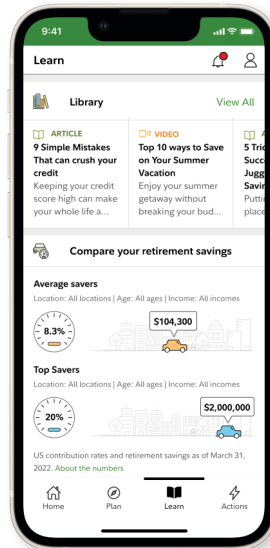 9:41
Learn
Library
View All
ARTICLE
9 Simple Mistakes
That can crush your
credit
Keeping your credit
score high can make
your whole life a...
VIDEO
Top 10 ways to Save
on Your Summer
Vacation
Enjoy your summer
getaway without
breaking your bud...
A
5 Tric
Succ
Jugg
Savin
Putti
place
Compare your retirement savings
Average savers
Location: All locations | Age: All ages | Income: All incomes
8.3%
$104,300
Top Savers
Location: All locations | Age: All ages | Income: All incomes
20%
$2,000,000
US contribution rates and retirement savings as of March 31,
2022. About the numbers
Home
Plan
Learn
Actions